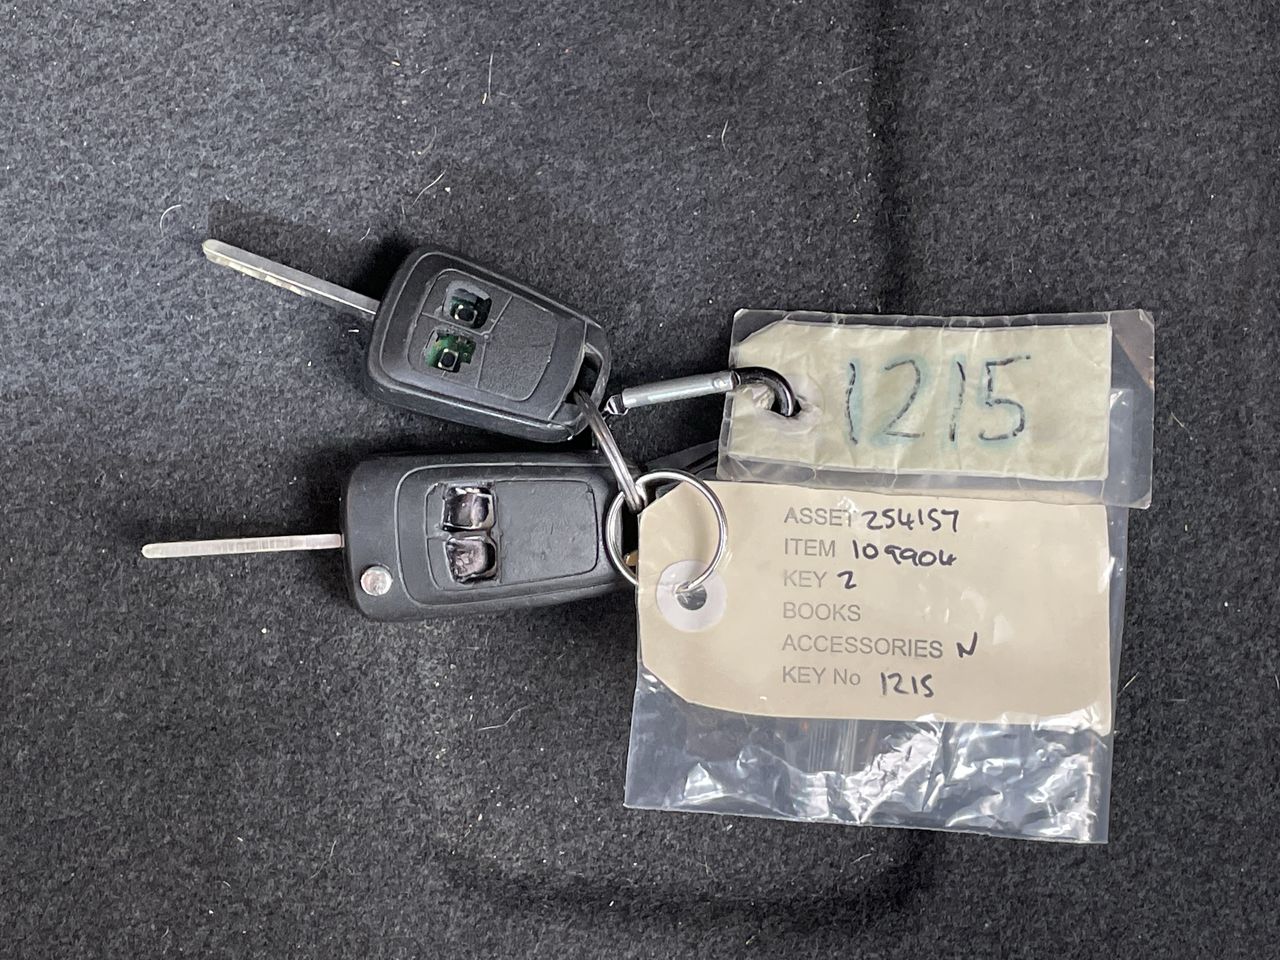 1215
ASSET 254157
ITEM 109904
KEY 2
BOOKS
ACCESSORIES N
KEY No 1215